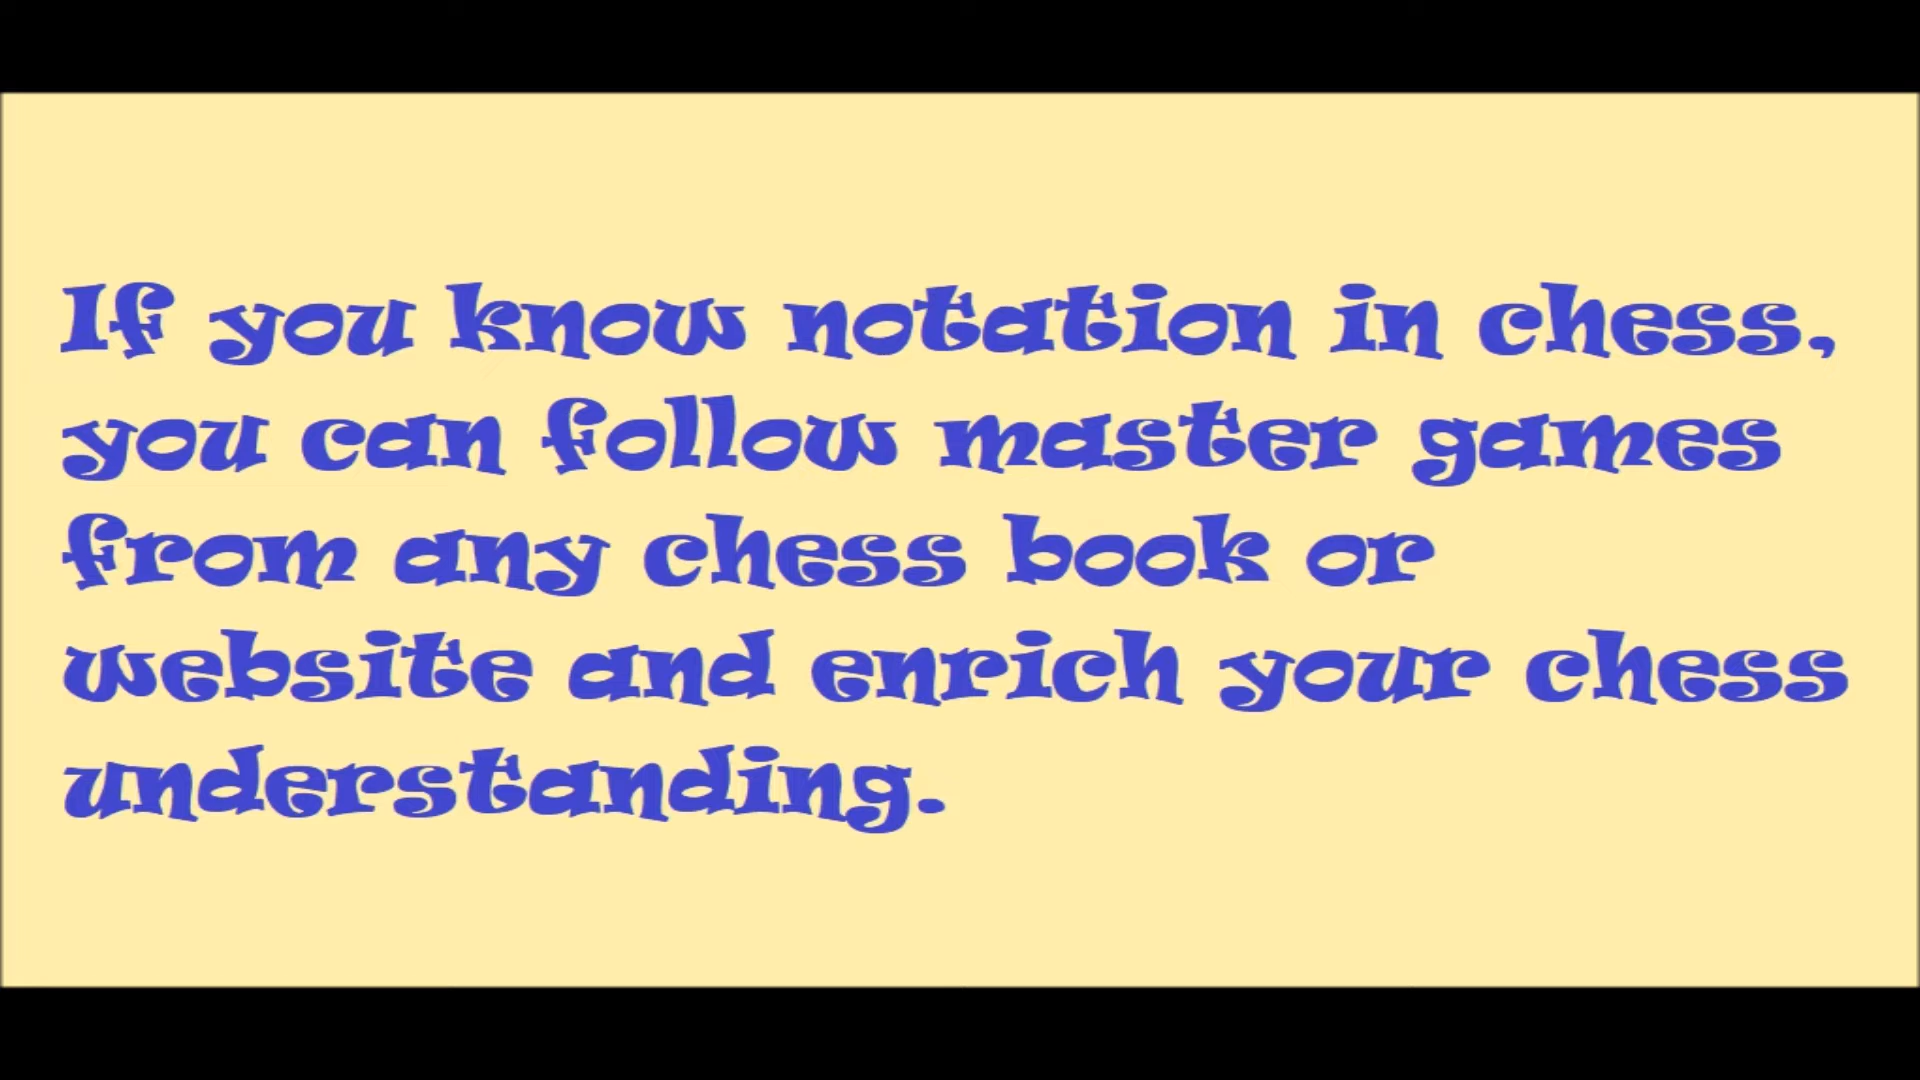 If you know notation in chess,
you can follow master games
from any chess book or
website and enrich your chess
understanding.